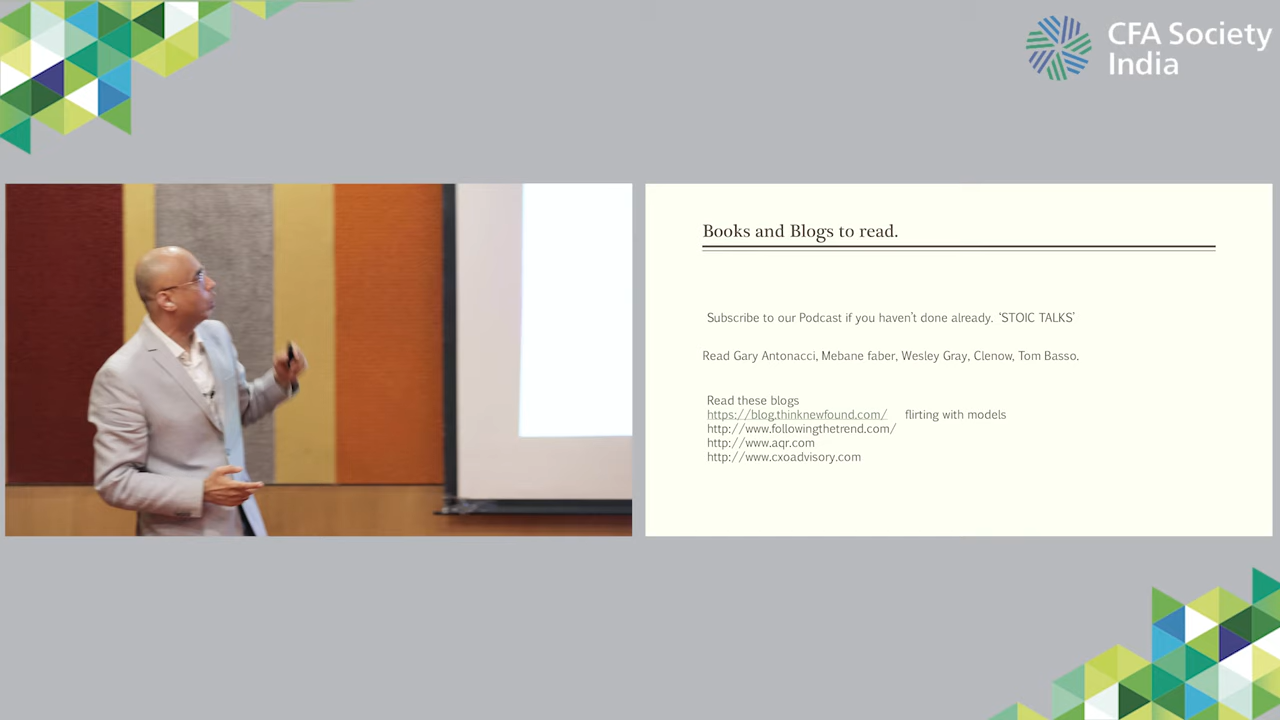 CFA Society
India
Books and Blogs to read.
Subscribe to our Podcast if you haven't done already. 'STOIC TALKS'
Read Gary Antonacci, Mebane faber, Wesley Gray, Clenow, Tom Basso.
Read these blogs
https://blog.thinknewfound.com/ flirting with models
http://www.followingthetrend.com/
http://www.aqr.com
http://www.cxoadvisory.com